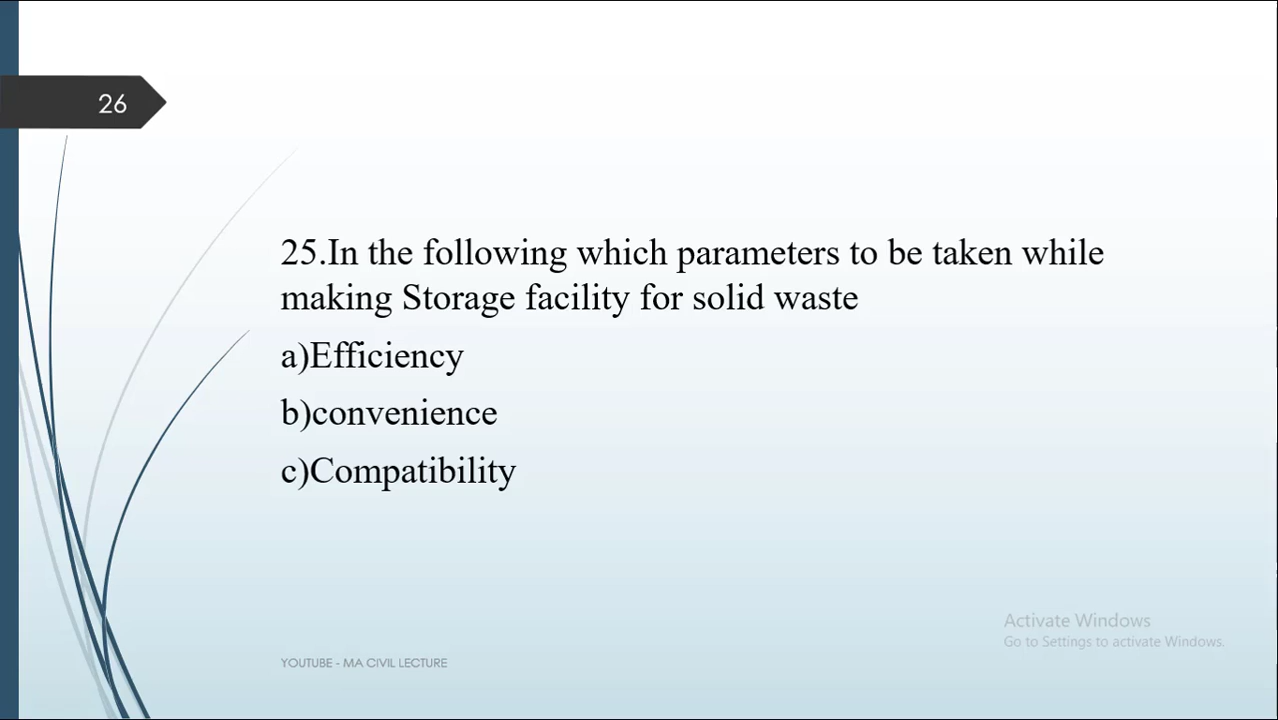 26
25.In the following which parameters to be taken while
making Storage facility for solid waste
a)Efficiency
b)convenience
c)Compatibility
Activate Windows
Go to Settings to activate Windows.
YOUTUBE - MA CIVIL LECTURE